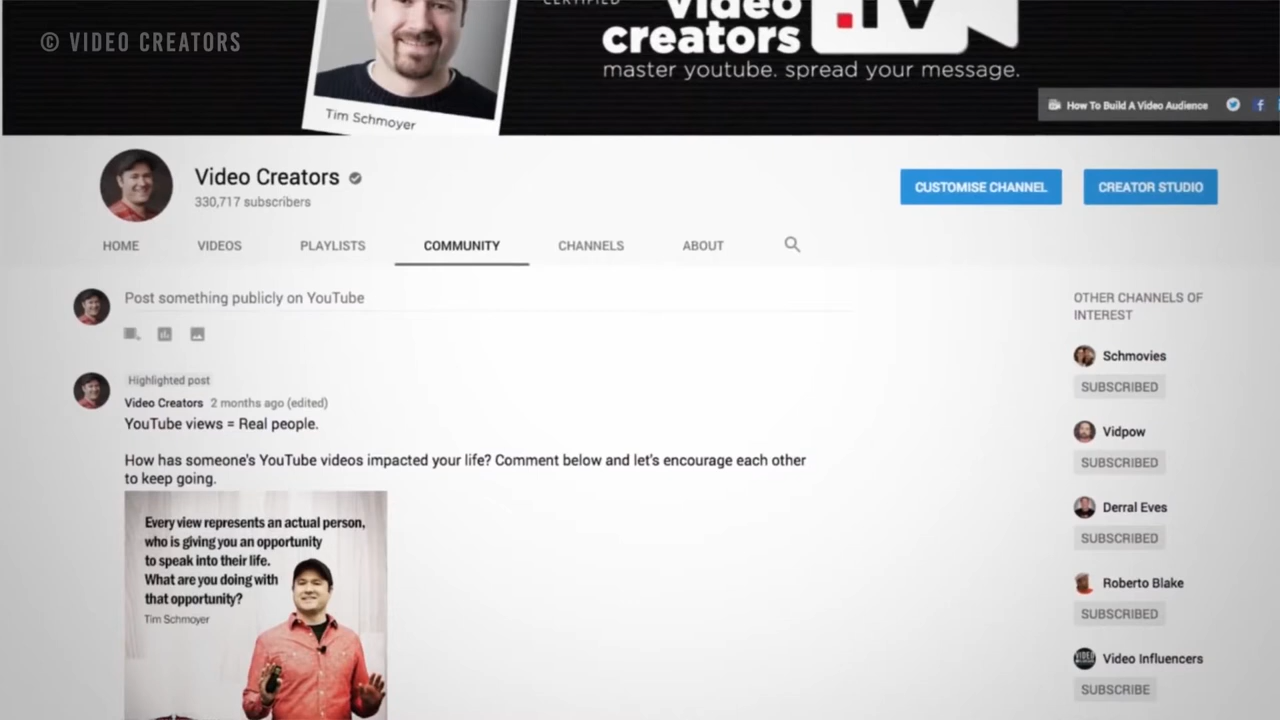 CERTIFIED
video
.TV
© VIDEO CREATORS
creators
master youtube. spread your message.
Tim Schmoyer
How To Build A Video Audience
Video Creators
330,717 subscribers
CUSTOMISE CHANNEL
CREATOR STUDIO
HOME
VIDEOS
PLAYLISTS
COMMUNITY
CHANNELS
ABOUT
Post something publicly on YouTube
Highlighted post
Video Creators 2 months ago (edited)
YouTube views = Real people.
How has someone's YouTube videos impacted your life? Comment below and let's encourage each other
to keep going.
Every view represents an actual person,
who is giving you an opportunity
to speak into their life.
What are you doing with
that opportunity?
Tim Schmoyer
OTHER CHANNELS OF
INTEREST
Schmovies
SUBSCRIBED
Vidpow
SUBSCRIBED
Derral Eves
SUBSCRIBED
Roberto Blake
SUBSCRIBED
Video Influencers
SUBSCRIBE